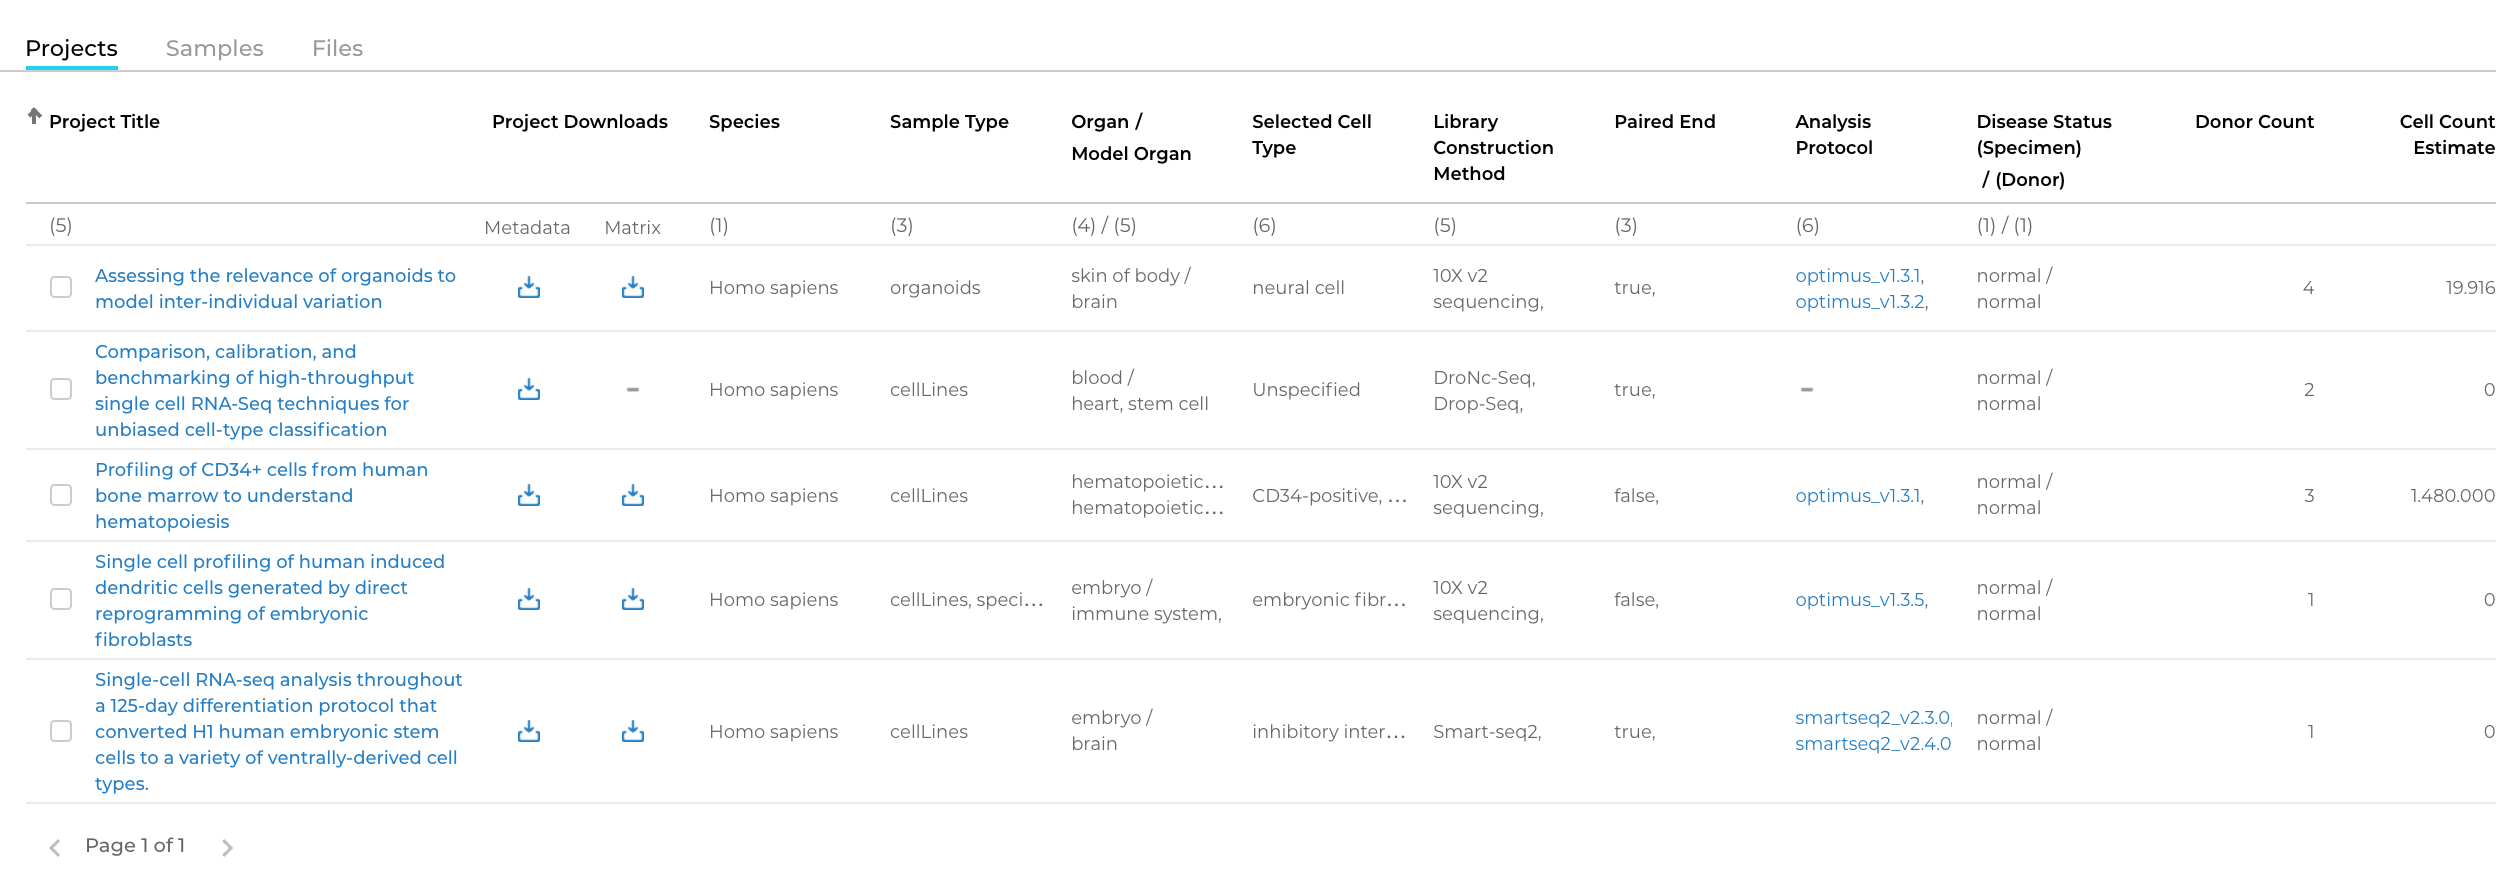 Projects Samples Files
Project Title Project Downloads Species Sample Type Organ / Selected Cell Library Paired End Analysis Disease Status Donor Count Cell Count
Model Organ Type Construction Protocol (Specimen) Estimate
Method / (Donor)
(5) Metadata Matrix (1) (3) (4) / (5) (6) (5) (3) (6) (1) / (1)
Assessing the relevance of organoids to
model inter-individual variation
Homo sapiens
organoids
skin of body /
brain
neural cell
10X v2
sequencing,
true,
optimus_v1.3.1,
optimus_v1.3.2,
normal /
normal
4
19.916
Comparison, calibration, and
benchmarking of high-throughput
single cell RNA-Seq techniques for
unbiased cell-type classification
–
Homo sapiens
cellLines
blood /
heart, stem cell
Unspecified
DroNc-Seq,
Drop-Seq,
true,
–
normal /
normal
2
0
Profiling of CD34+ cells from human
bone marrow to understand
hematopoiesis
Homo sapiens
cellLines
hematopoietic...
hematopoietic...
CD34-positive, ...
10X v2
sequencing,
false,
optimus_v1.3.1,
normal /
normal
3
1.480.000
Single cell profiling of human induced
dendritic cells generated by direct
reprogramming of embryonic
fibroblasts
Homo sapiens
cellLines, speci...
embryo /
immune system,
embryonic fibr...
10X v2
sequencing,
false,
optimus_v1.3.5,
normal /
normal
1
0
Single-cell RNA-seq analysis throughout
a 125-day differentiation protocol that
converted H1 human embryonic stem
cells to a variety of ventrally-derived cell
types.
Homo sapiens
cellLines
embryo /
brain
inhibitory inter...
Smart-seq2,
true,
smartseq2_v2.3.0,
smartseq2_v2.4.0
normal /
normal
1
0
Page 1 of 1